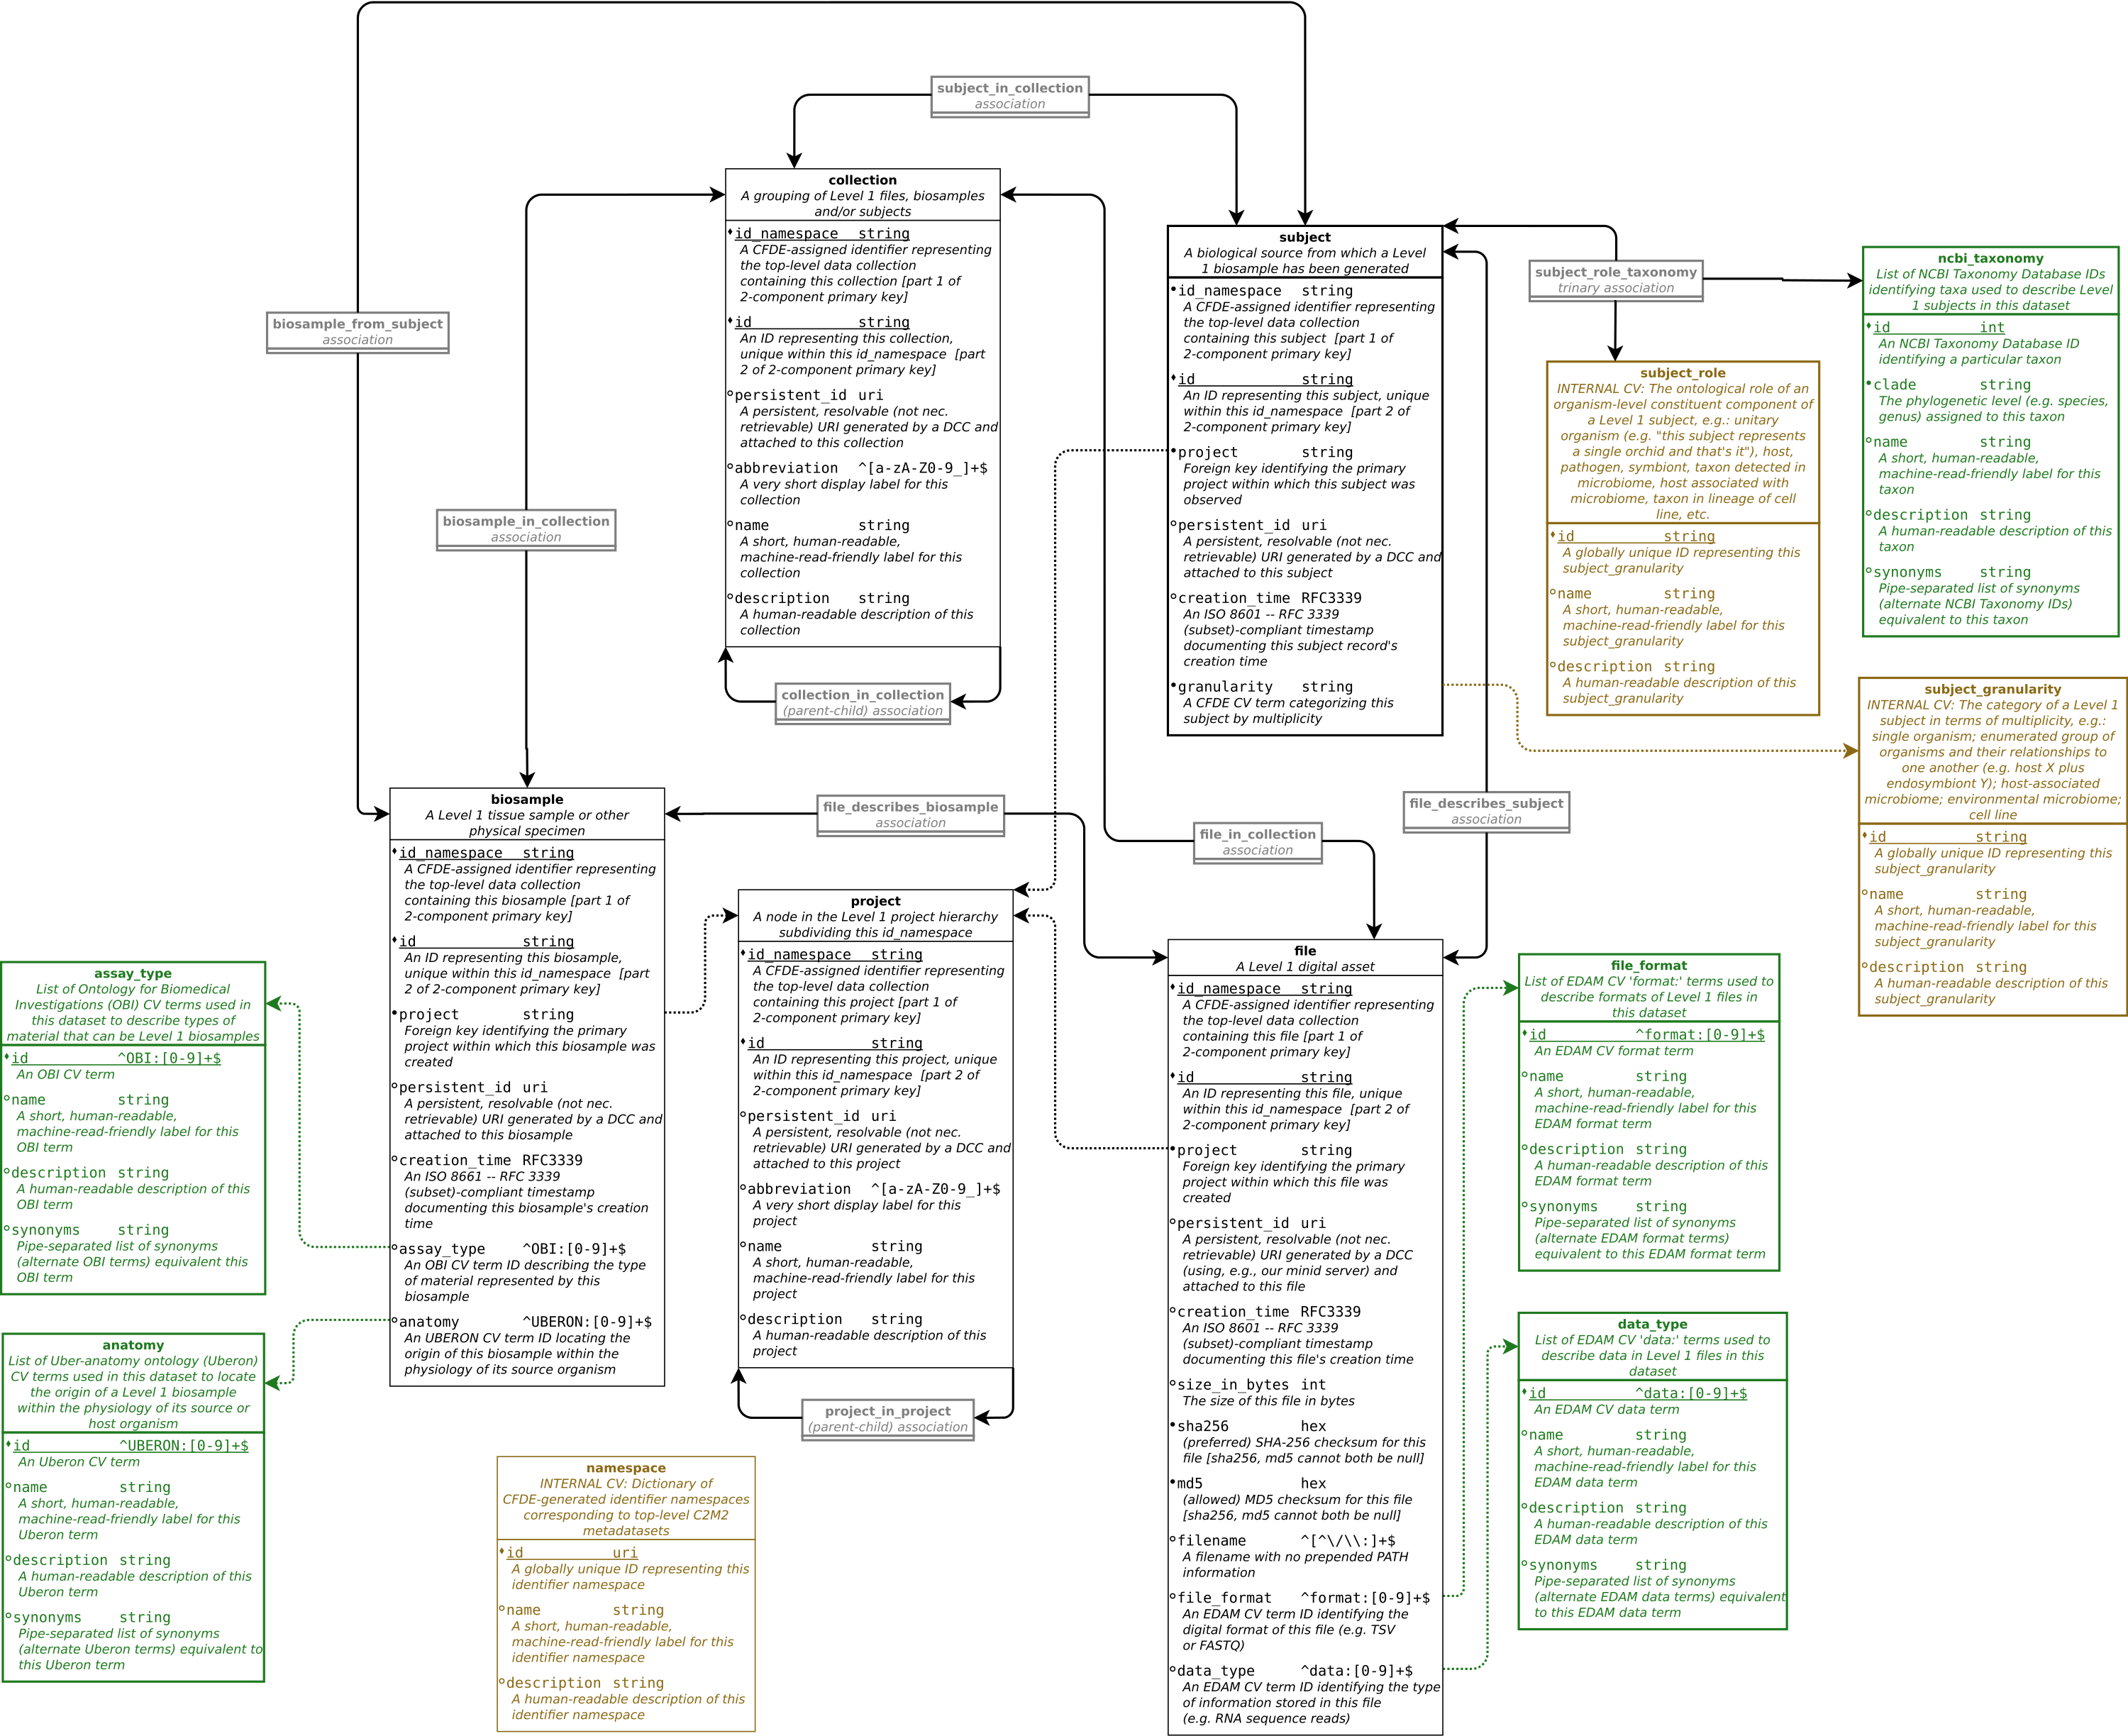 subject_in_collection
association
collection
A grouping of Level 1 files, biosamples
and/or subjects
id_namespace string
A CFDE-assigned identifier representing
the top-level data collection
containing this collection [part 1 of
2-component primary key]
id string
An ID representing this collection,
unique within this id_namespace [part
2 of 2-component primary key]
persistent_id uri
A persistent, resolvable (not nec.
retrievable) URI generated by a DCC and
attached to this collection
abbreviation ^[a-zA-Z0-9_]+$
A very short display label for this
collection
name string
A short, human-readable,
machine-read-friendly label for this
collection
description string
A human-readable description of this
collection
collection_in_collection
(parent-child) association
subject
A biological source from which a Level
1 biosample has been generated
id_namespace string
A CFDE-assigned identifier representing
the top-level data collection
containing this subject [part 1 of
2-component primary key]
id string
An ID representing this subject, unique
within this id_namespace [part 2 of
2-component primary key]
project string
Foreign key identifying the primary
project within which this subject was
observed
persistent_id uri
A persistent, resolvable (not nec.
retrievable) URI generated by a DCC and
attached to this subject
creation_time RFC3339
An ISO 8601 -- RFC 3339
(subset)-compliant timestamp
documenting this subject record's
creation time
granularity string
A CFDE CV term categorizing this
subject by multiplicity
subject_role_taxonomy
trinary association
ncbi_taxonomy
List of NCBI Taxonomy Database IDs
identifying taxa used to describe Level
1 subjects in this dataset
id int
An NCBI Taxonomy Database ID
identifying a particular taxon
clade string
The phylogenetic level (e.g. species,
genus) assigned to this taxon
name string
A short, human-readable,
machine-read-friendly label for this
taxon
description string
A human-readable description of this
taxon
synonyms string
Pipe-separated list of synonyms
(alternate NCBI Taxonomy IDs)
equivalent to this taxon
subject_role
INTERNAL CV: The ontological role of an
organism-level constituent component of
a Level 1 subject, e.g.: unitary
organism (e.g. "this subject represents
a single orchid and that's it"), host,
pathogen, symbiont, taxon detected in
microbiome, host associated with
microbiome, taxon in lineage of cell
line, etc.
id string
A globally unique ID representing this
subject_granularity
name string
A short, human-readable,
machine-read-friendly label for this
subject_granularity
description string
A human-readable description of this
subject_granularity
subject_granularity
INTERNAL CV: The category of a Level 1
subject in terms of multiplicity, e.g.:
single organism; enumerated group of
organisms and their relationships to
one another (e.g. host X plus
endosymbiont Y); host-associated
microbiome; environmental microbiome;
cell line
id string
A globally unique ID representing this
subject_granularity
name string
A short, human-readable,
machine-read-friendly label for this
subject_granularity
description string
A human-readable description of this
subject_granularity
biosample_from_subject
association
biosample_in_collection
association
file_describes_biosample
association
file_in_collection
association
file_describes_subject
association
biosample
A Level 1 tissue sample or other
physical specimen
id_namespace string
A CFDE-assigned identifier representing
the top-level data collection
containing this biosample [part 1 of
2-component primary key]
id string
An ID representing this biosample,
unique within this id_namespace [part
2 of 2-component primary key]
project string
Foreign key identifying the primary
project within which this biosample was
created
persistent_id uri
A persistent, resolvable (not nec.
retrievable) URI generated by a DCC and
attached to this biosample
creation_time RFC3339
An ISO 8661 -- RFC 3339
(subset)-compliant timestamp
documenting this biosample's creation
time
assay_type ^OBI:[0-9]+$
An OBI CV term ID describing the type
of material represented by this
biosample
anatomy ^UBERON:[0-9]+$
An UBERON CV term ID locating the
origin of this biosample within the
physiology of its source organism
project
A node in the Level 1 project hierarchy
subdividing this id_namespace
id_namespace string
A CFDE-assigned identifier representing
the top-level data collection
containing this project [part 1 of
2-component primary key]
id string
An ID representing this project, unique
within this id_namespace [part 2 of
2-component primary key]
persistent_id uri
A persistent, resolvable (not nec.
retrievable) URI generated by a DCC and
attached to this project
abbreviation ^[a-zA-Z0-9_]+$
A very short display label for this
project
name string
A short, human-readable,
machine-read-friendly label for this
project
description string
A human-readable description of this
project
project_in_project
(parent-child) association
file
A Level 1 digital asset
id_namespace string
A CFDE-assigned identifier representing
the top-level data collection
containing this file [part 1 of
2-component primary key]
id string
An ID representing this file, unique
within this id_namespace [part 2 of
2-component primary key]
project string
Foreign key identifying the primary
project within which this file was
created
persistent_id uri
A persistent, resolvable (not nec.
retrievable) URI generated by a DCC
(using, e.g., our minid server) and
attached to this file
creation_time RFC3339
An ISO 8601 -- RFC 3339
(subset)-compliant timestamp
documenting this file's creation time
size_in_bytes int
The size of this file in bytes
sha256 hex
(preferred) SHA-256 checksum for this
file [sha256, md5 cannot both be null]
md5 hex
(allowed) MD5 checksum for this file
[sha256, md5 cannot both be null]
filename ^[^\/\\:]+$
A filename with no prepended PATH
information
file_format ^format:[0-9]+$
An EDAM CV term ID identifying the
digital format of this file (e.g. TSV
or FASTQ)
data_type ^data:[0-9]+$
An EDAM CV term ID identifying the type
of information stored in this file
(e.g. RNA sequence reads)
assay_type
List of Ontology for Biomedical
Investigations (OBI) CV terms used in
this dataset to describe types of
material that can be Level 1 biosamples
id ^OBI:[0-9]+$
An OBI CV term
name string
A short, human-readable,
machine-read-friendly label for this
OBI term
description string
A human-readable description of this
OBI term
synonyms string
Pipe-separated list of synonyms
(alternate OBI terms) equivalent this
OBI term
anatomy
List of Uber-anatomy ontology (Uberon)
CV terms used in this dataset to locate
the origin of a Level 1 biosample
within the physiology of its source or
host organism
id ^UBERON:[0-9]+$
An Uberon CV term
name string
A short, human-readable,
machine-read-friendly label for this
Uberon term
description string
A human-readable description of this
Uberon term
synonyms string
Pipe-separated list of synonyms
(alternate Uberon terms) equivalent to
this Uberon term
namespace
INTERNAL CV: Dictionary of
CFDE-generated identifier namespaces
corresponding to top-level C2M2
metadatasets
id uri
A globally unique ID representing this
identifier namespace
name string
A short, human-readable,
machine-read-friendly label for this
identifier namespace
description string
A human-readable description of this
identifier namespace
file_format
List of EDAM CV 'format:' terms used to
describe formats of Level 1 files in
this dataset
id ^format:[0-9]+$
An EDAM CV format term
name string
A short, human-readable,
machine-read-friendly label for this
EDAM format term
description string
A human-readable description of this
EDAM format term
synonyms string
Pipe-separated list of synonyms
(alternate EDAM format terms)
equivalent to this EDAM format term
data_type
List of EDAM CV 'data:' terms used to
describe data in Level 1 files in this
dataset
id ^data:[0-9]+$
An EDAM CV data term
name string
A short, human-readable,
machine-read-friendly label for this
EDAM data term
description string
A human-readable description of this
EDAM data term
synonyms string
Pipe-separated list of synonyms
(alternate EDAM data terms) equivalent
to this EDAM data term